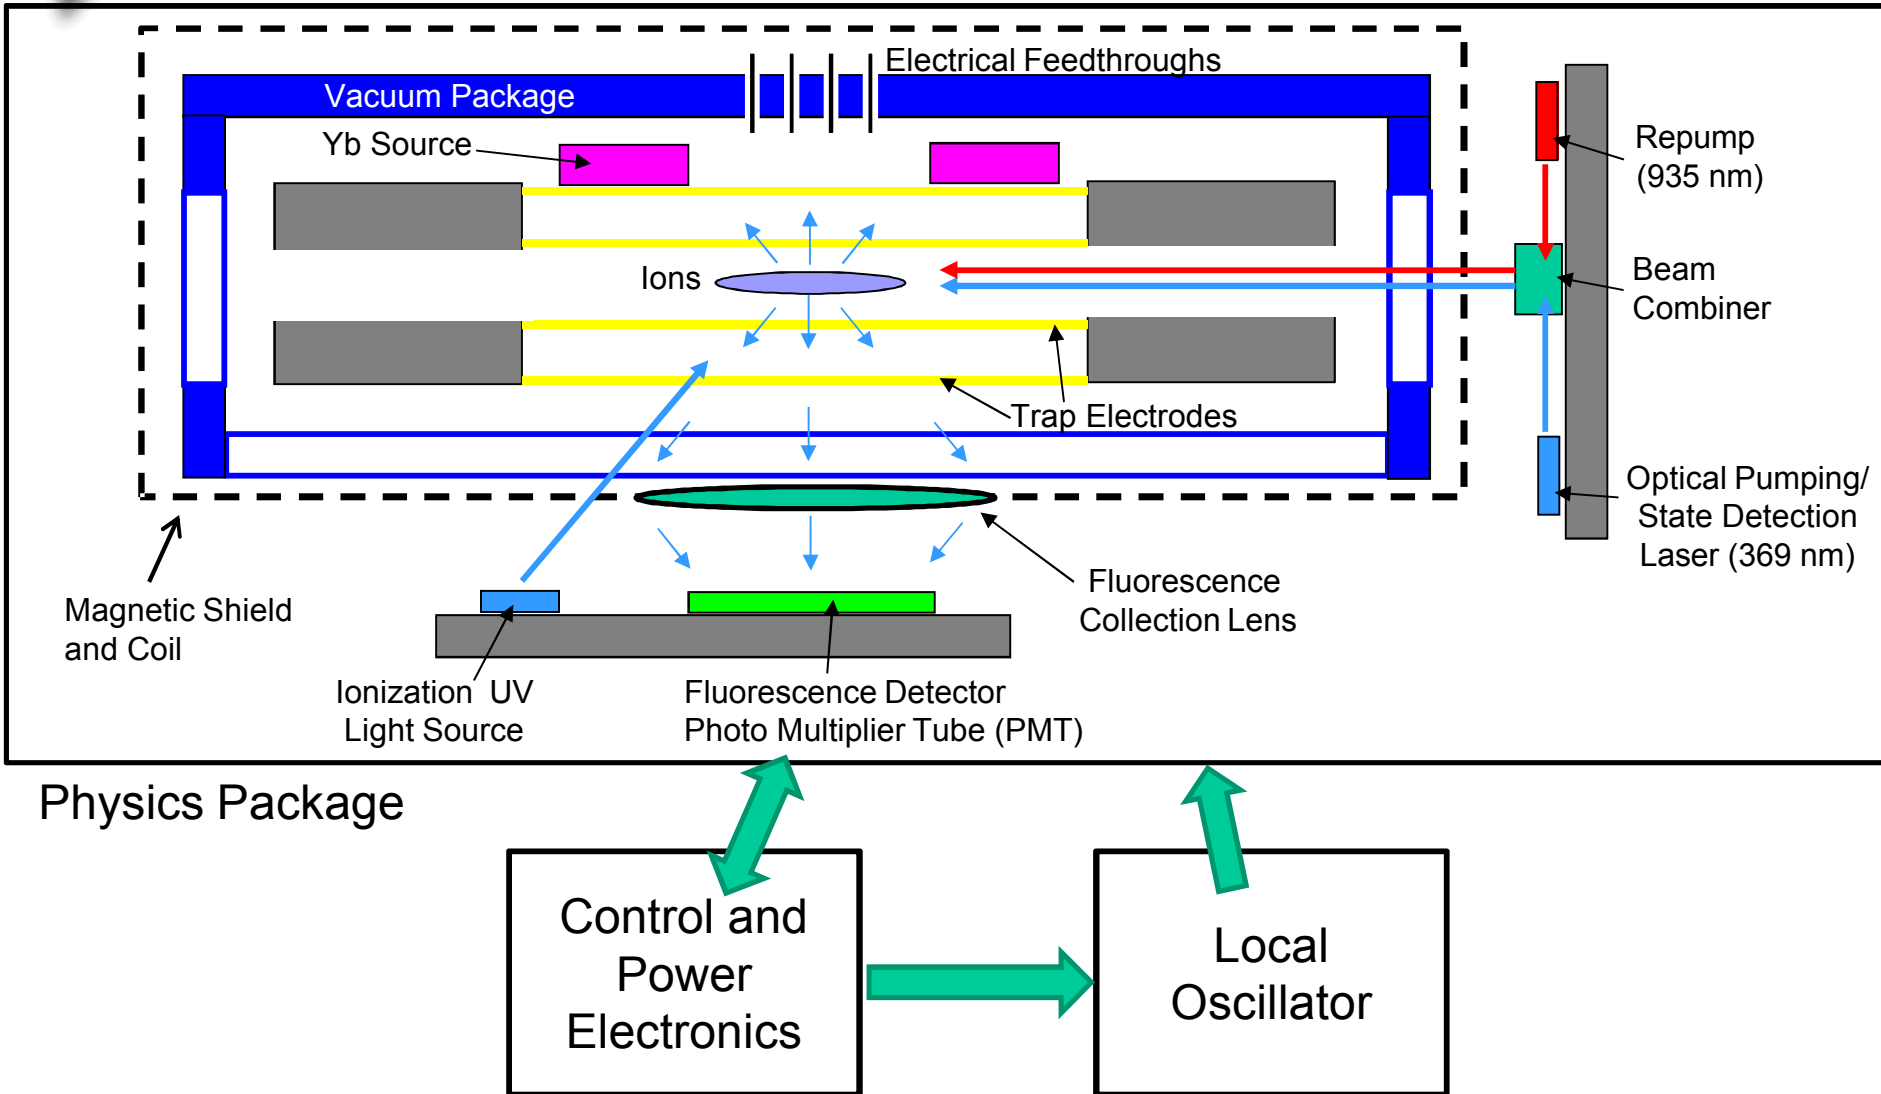 Electrical Feedthroughs
Vacuum Package
Yb Source
Repump
(935 nm)
Ions
Beam
Combiner
Trap Electrodes
Optical Pumping/
State Detection
Laser (369 nm)
Magnetic Shield
and Coil
Fluorescence
Collection Lens
Ionization UV
Light Source
Fluorescence Detector
Photo Multiplier Tube (PMT)
Physics Package
Control and
Power
Electronics
Local
Oscillator